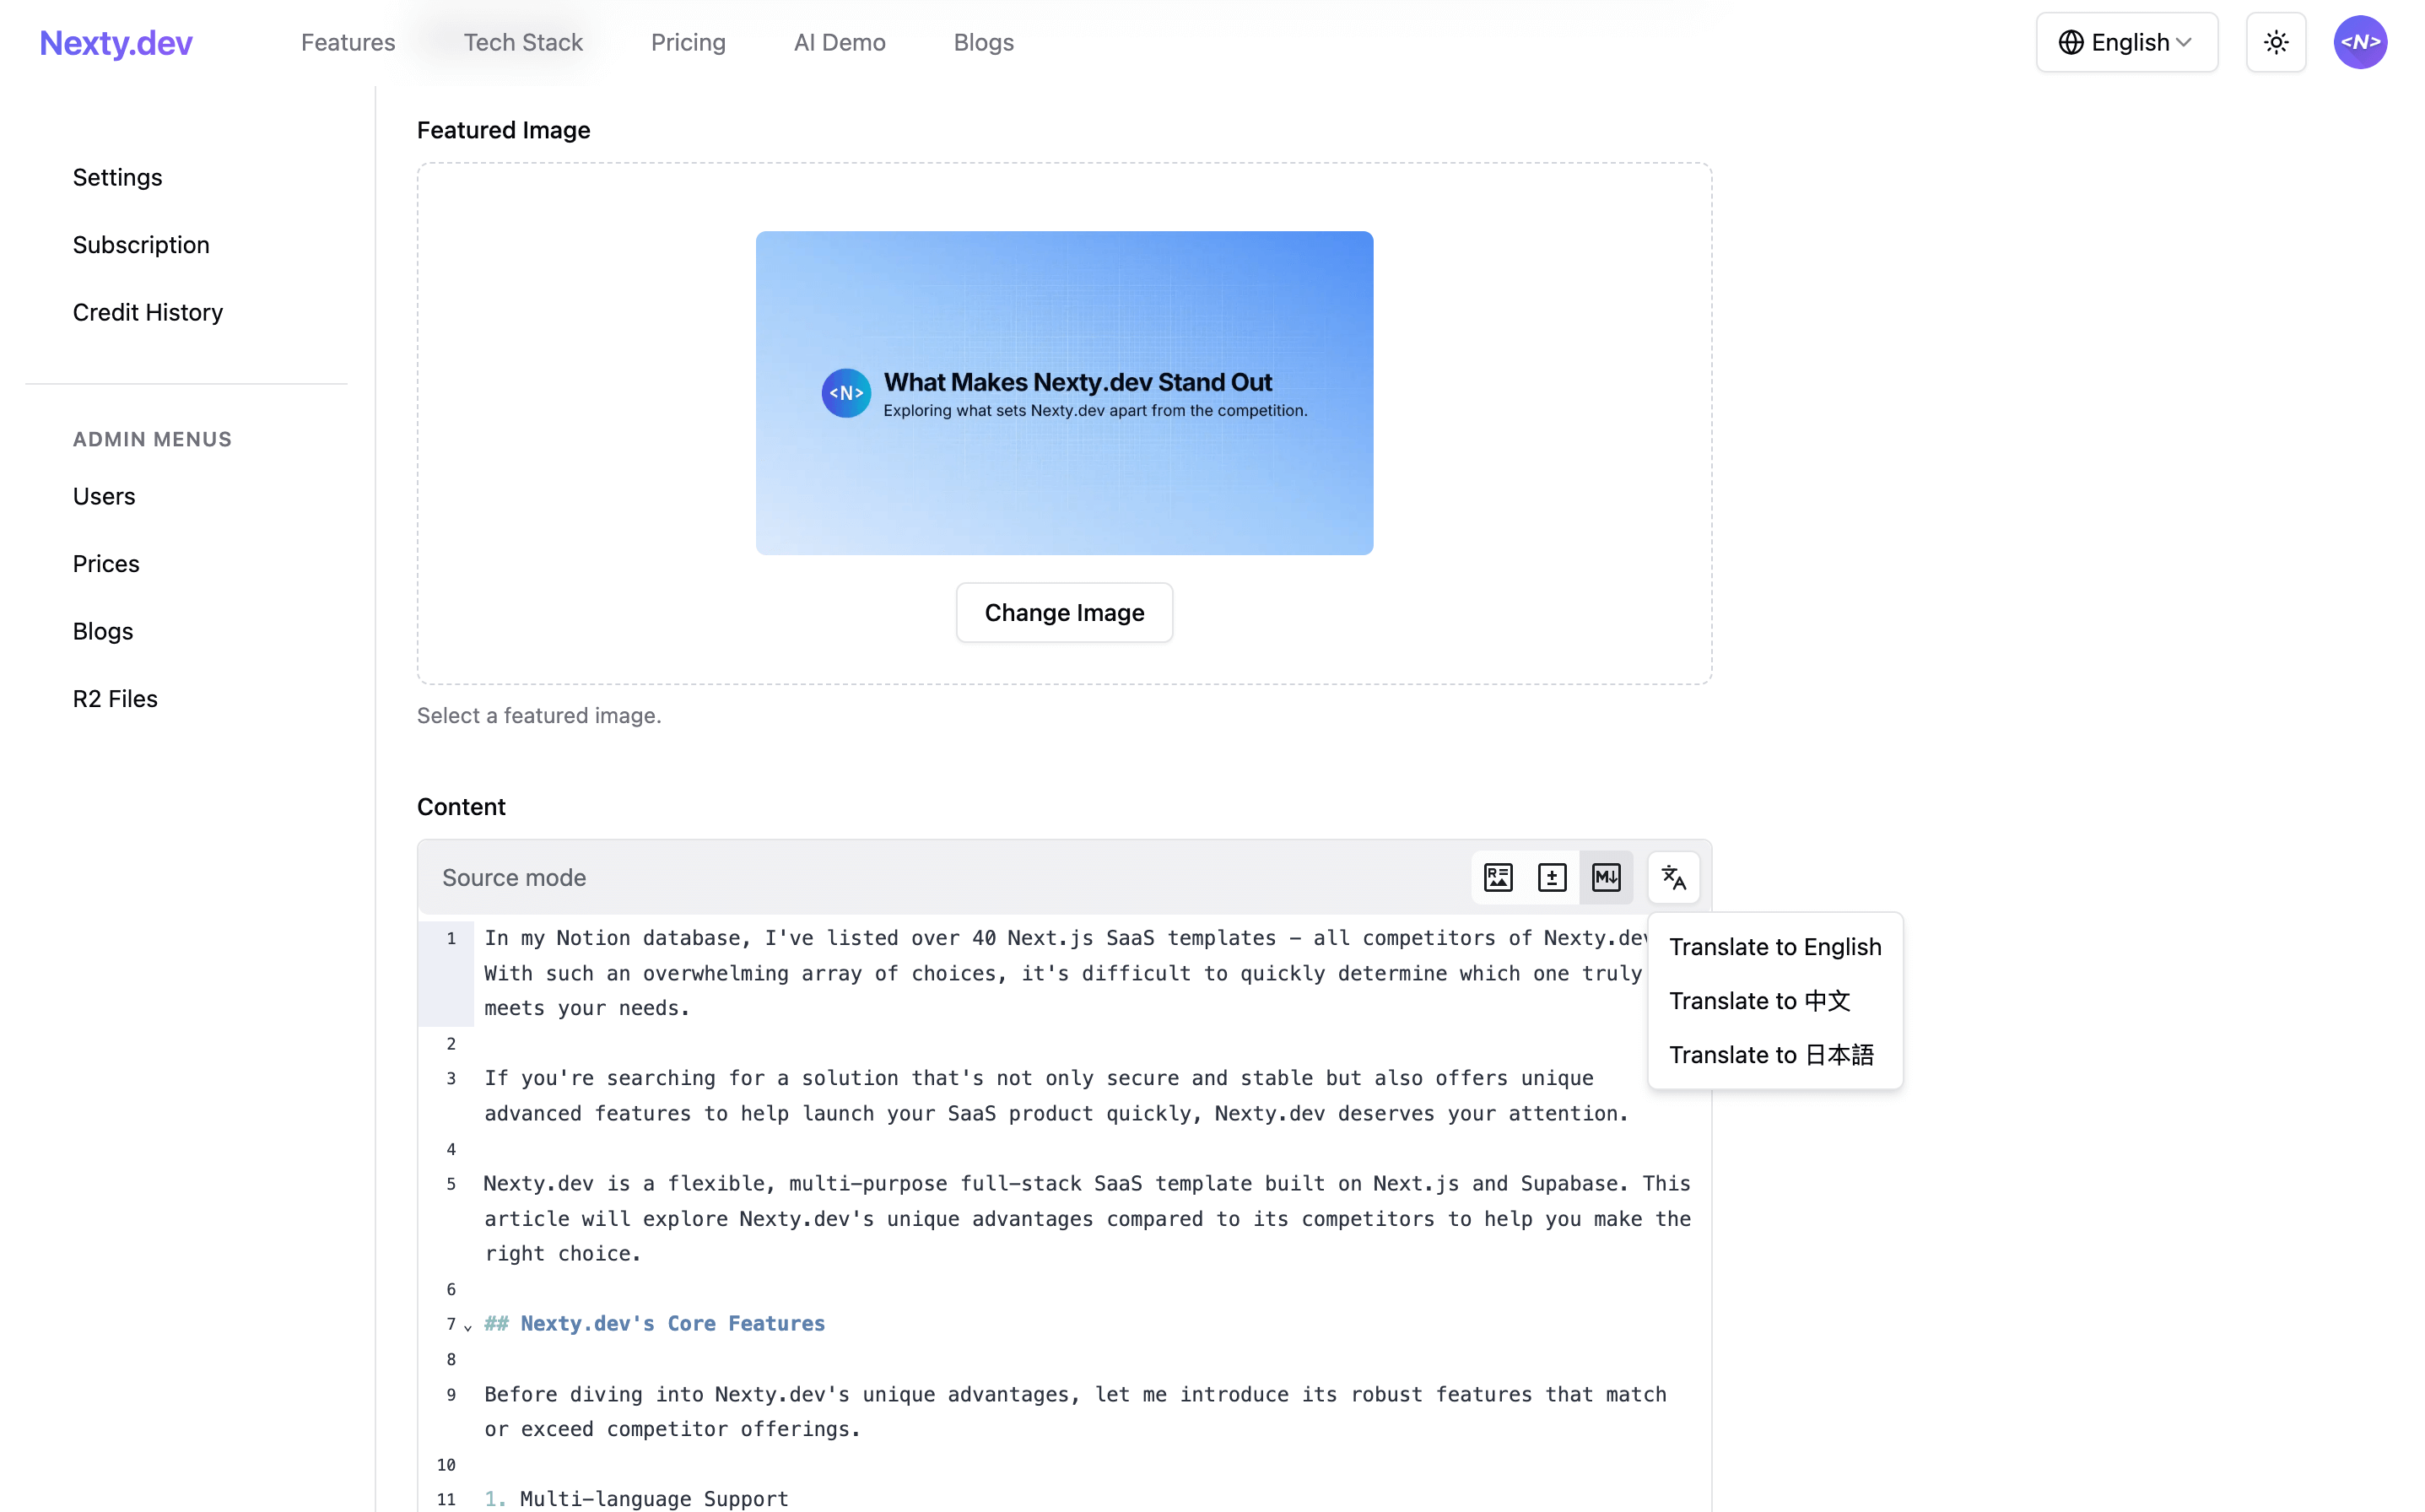 Nexty.dev
Features
Tech Stack
Pricing
AI Demo
Blogs
English
<N>
Settings
Subscription
Credit History
ADMIN MENUS
Users
Prices
Blogs
R2 Files
Featured Image
<N>
What Makes Nexty.dev Stand Out
Exploring what sets Nexty.dev apart from the competition.
Change Image
Select a featured image.
Content
Source mode
Translate to English
Translate to 中文
Translate to 日本語
1 In my Notion database, I've listed over 40 Next.js SaaS templates – all competitors of Nexty.dev
With such an overwhelming array of choices, it's difficult to quickly determine which one truly
meets your needs.
2
3 If you're searching for a solution that's not only secure and stable but also offers unique
advanced features to help launch your SaaS product quickly, Nexty.dev deserves your attention.
4
5 Nexty.dev is a flexible, multi-purpose full-stack SaaS template built on Next.js and Supabase. This
article will explore Nexty.dev's unique advantages compared to its competitors to help you make the
right choice.
6
7 ## Nexty.dev's Core Features
8
9 Before diving into Nexty.dev's unique advantages, let me introduce its robust features that match
or exceed competitor offerings.
10
11 1. Multi-language Support